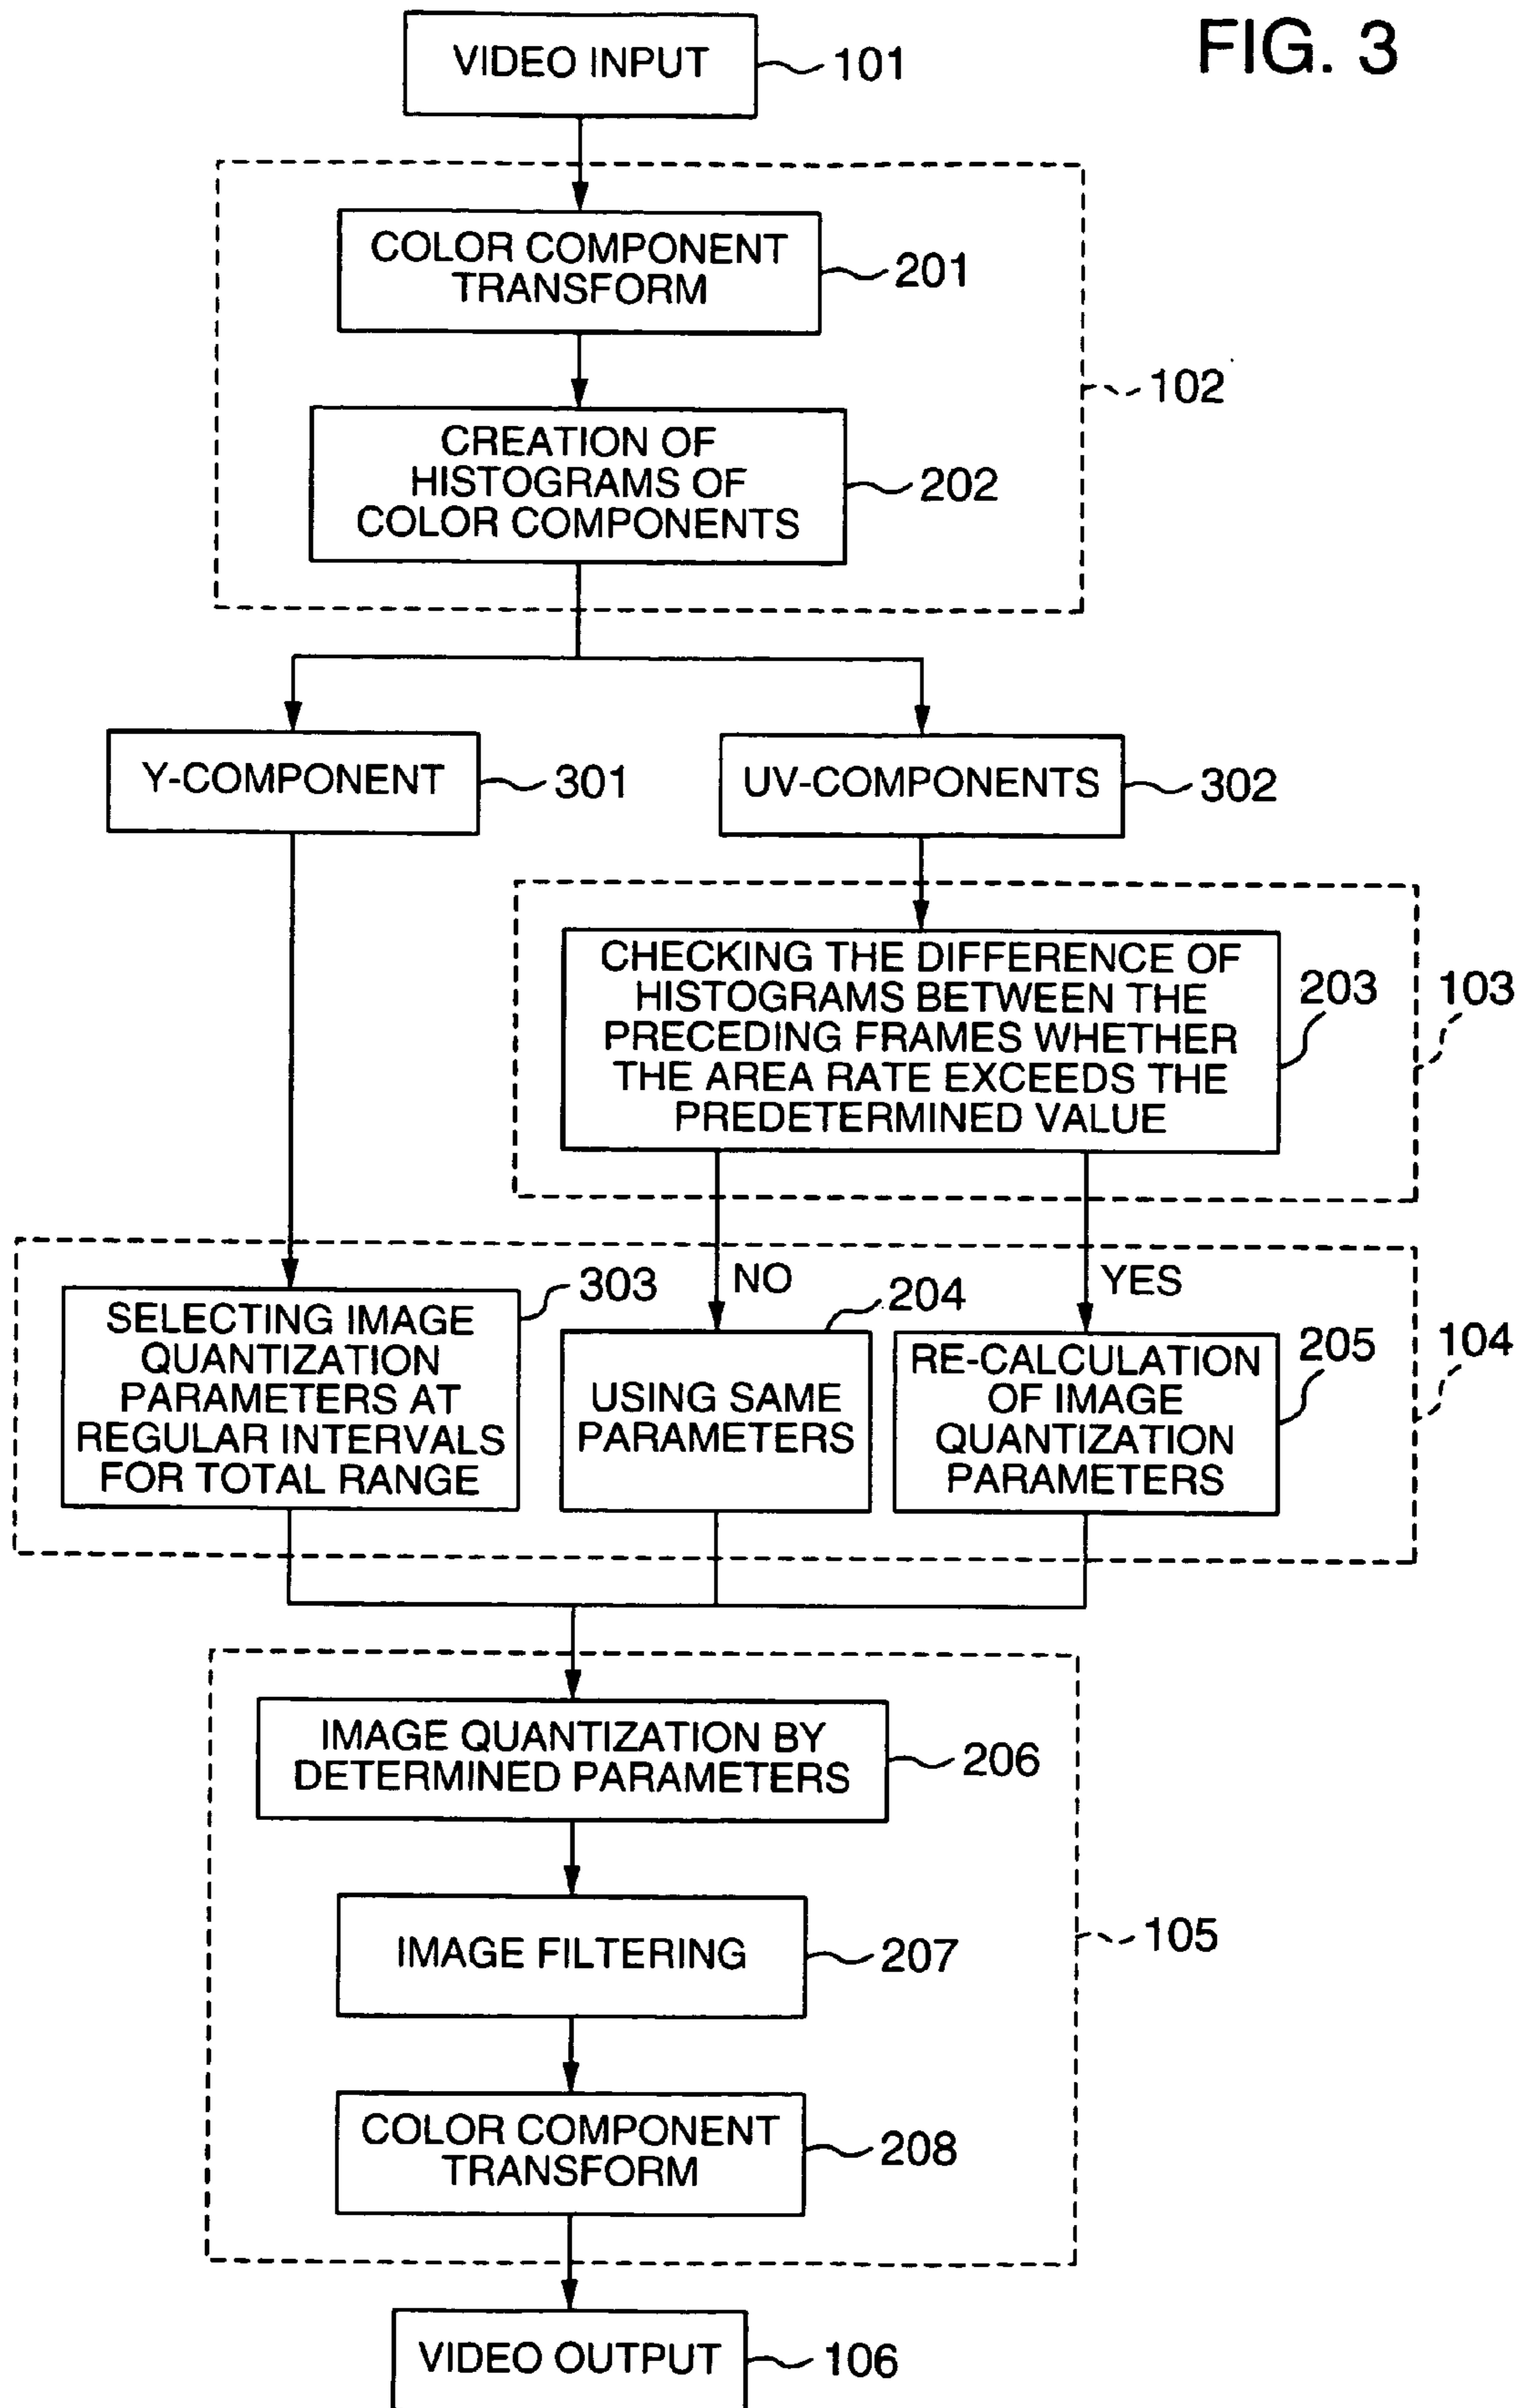 FIG. 3
VIDEO INPUT
101
COLOR COMPONENT
TRANSFORM
201
102
CREATION OF
HISTOGRAMS OF
COLOR COMPONENTS
202
Y-COMPONENT
301
UV-COMPONENTS
302
CHECKING THE DIFFERENCE OF
HISTOGRAMS BETWEEN THE
PRECEDING FRAMES WHETHER
THE AREA RATE EXCEEDS THE
PREDETERMINED VALUE
203
103
NO
YES
SELECTING IMAGE
QUANTIZATION
PARAMETERS AT
REGULAR INTERVALS
FOR TOTAL RANGE
303
USING SAME
PARAMETERS
204
RE-CALCULATION
OF IMAGE
QUANTIZATION
PARAMETERS
205
104
IMAGE QUANTIZATION BY
DETERMINED PARAMETERS
206
IMAGE FILTERING
207
105
COLOR COMPONENT
TRANSFORM
208
VIDEO OUTPUT
106